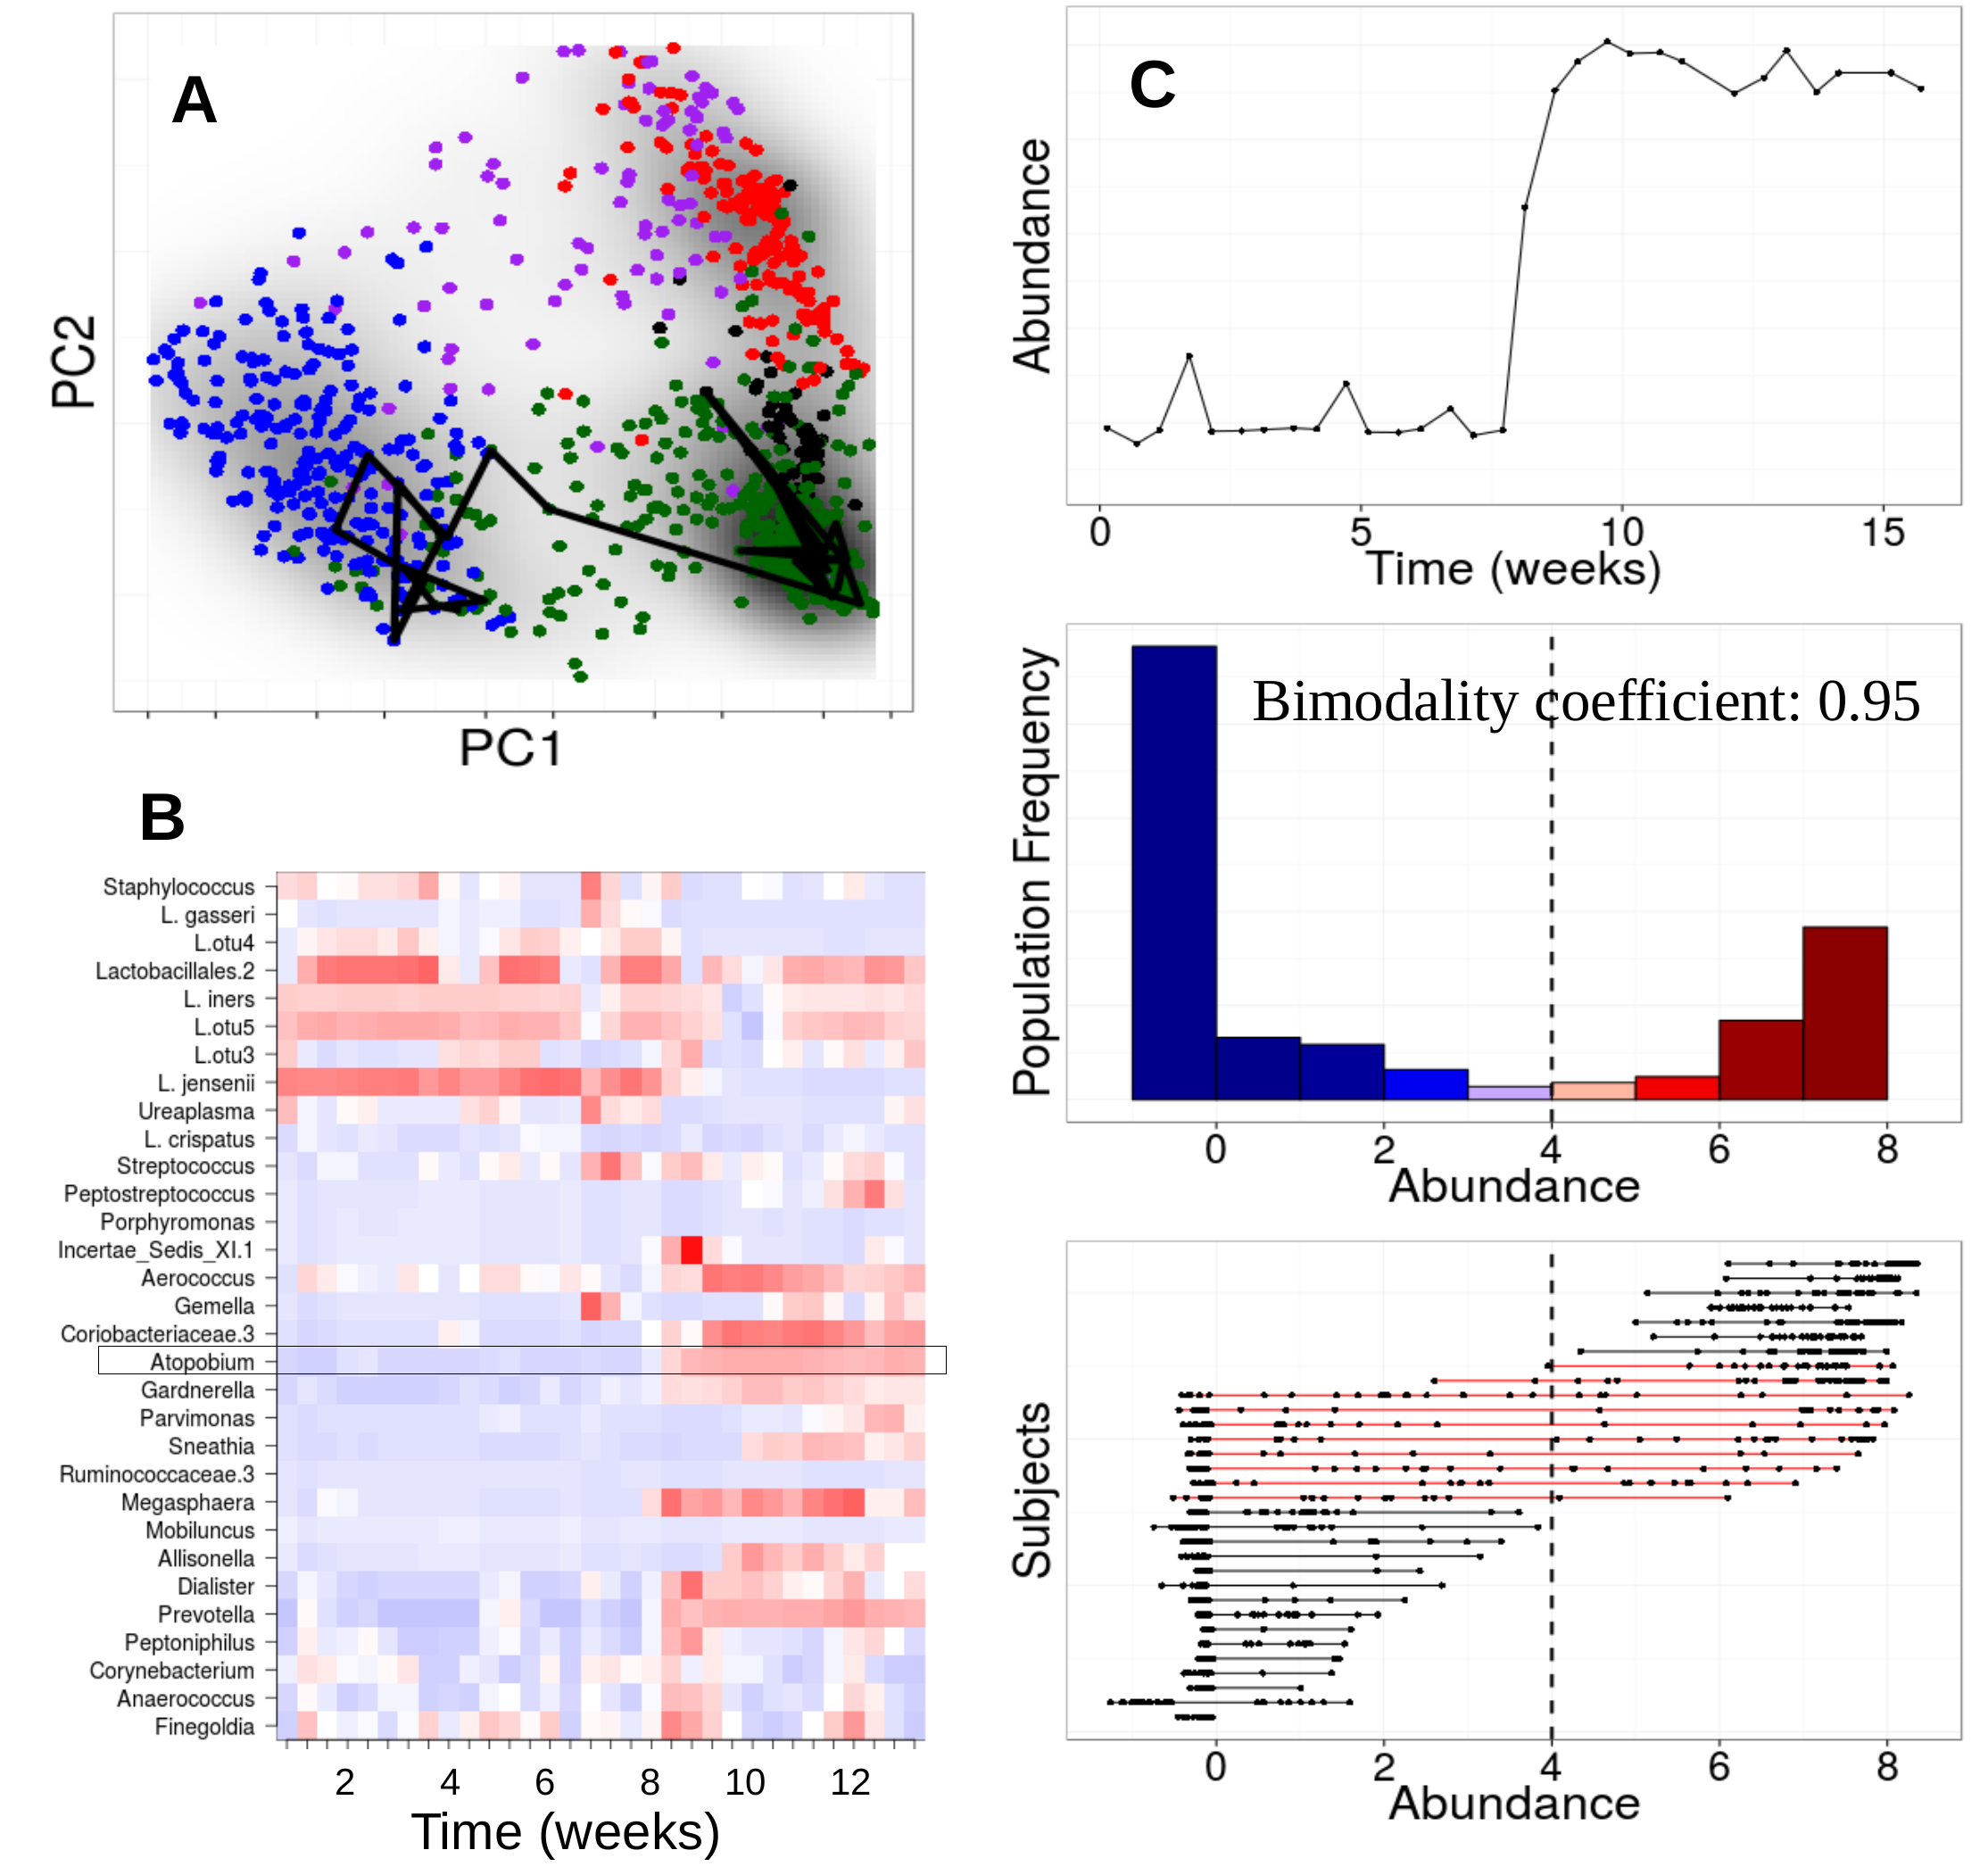 A
PC2
PC1
B
Staphylococcus
L. gasseri
L.otu4
Lactobacillales.2
L. iners
L.otu5
L.otu3
L. jensenii
Ureaplasma
L. crispatus
Streptococcus
Peptostreptococcus
Porphyromonas
Incertae_Sedis_XI.1
Aerococcus
Gemella
Coriobacteriaceae.3
Atopobium
Gardnerella
Parvimonas
Sneathia
Ruminococcaceae.3
Megasphaera
Mobiluncus
Allisonella
Dialister
Prevotella
Peptoniphilus
Corynebacterium
Anaerococcus
Finegoldia
2 4 6 8 10 12
Time (weeks)
C
Abundance
0 5 10 15
Time (weeks)
Population Frequency
Bimodality coefficient: 0.95
0 2 4 6 8
Abundance
Subjects
0 2 4 6 8
Abundance